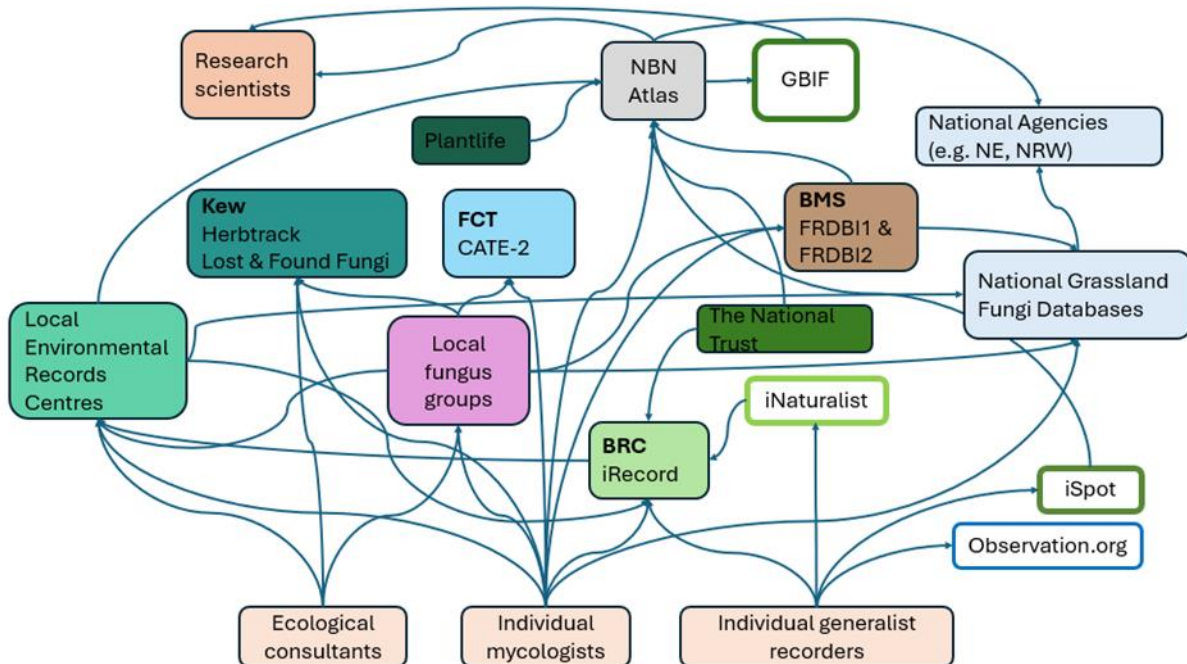 Research
scientists
NBN
Atlas
GBIF
Plantlife
National Agencies
(e.g. NE, NRW)
Kew
Herbtrack
Lost & Found Fungi
FCT
CATE-2
BMS
FRDBI1 &
FRDBI2
National Grassland
Fungi Databases
Local
Environmental
Records
Centres
Local
fungus
groups
The National
Trust
iNaturalist
BRC
iRecord
iSpot
Observation.org
Ecological
consultants
Individual
mycologists
Individual generalist
recorders